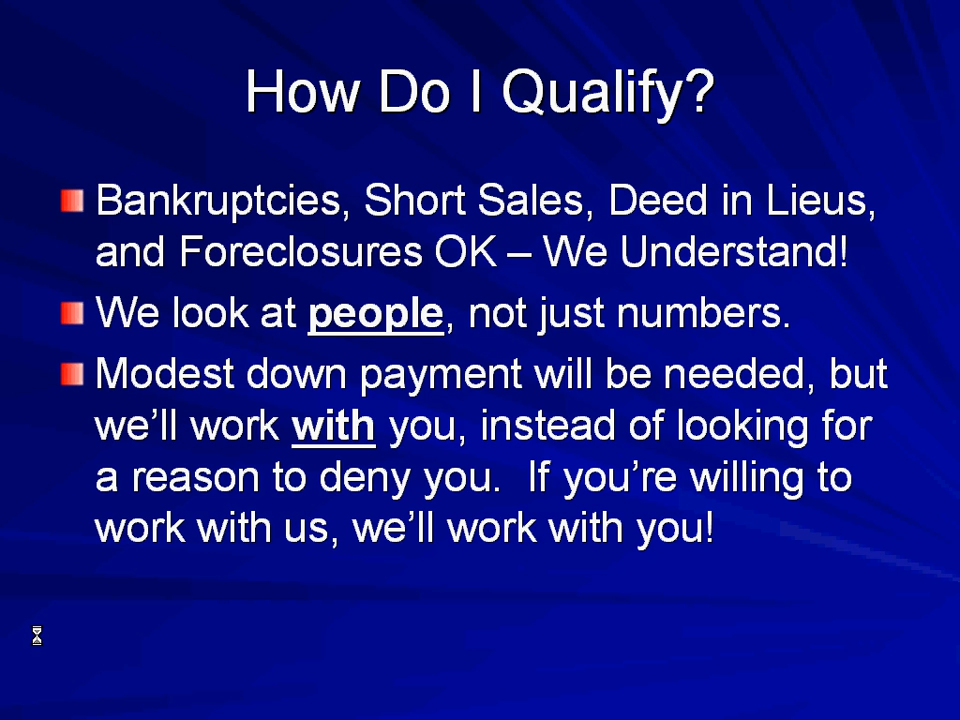 How Do I Qualify?
Bankruptcies, Short Sales, Deed in Lieus,
and Foreclosures OK – We Understand!
We look at people, not just numbers.
Modest down payment will be needed, but
we’ll work with you, instead of looking for
a reason to deny you.  If you’re willing to
work with us, we’ll work with you!